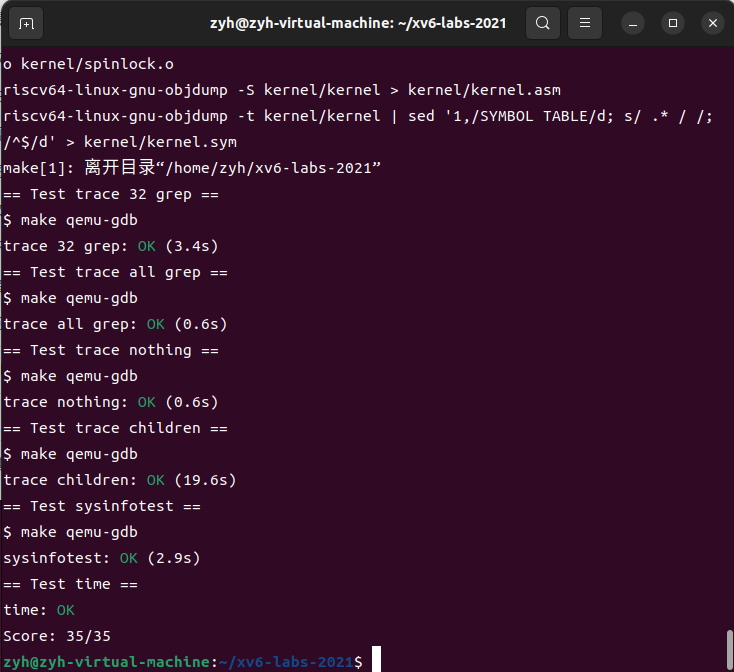 zyh@zyh-virtual-machine: ~/xv6-labs-2021
o kernel/spinlock.o
riscv64-linux-gnu-objdump -S kernel/kernel > kernel/kernel.asm
riscv64-linux-gnu-objdump -t kernel/kernel | sed '1,/SYMBOL TABLE/d; s/ .* / /;
/^$/d' > kernel/kernel.sym
make[1]: 离开目录“/home/zyh/xv6-labs-2021”
== Test trace 32 grep ==
$ make qemu-gdb
trace 32 grep: OK (3.4s)
== Test trace all grep ==
$ make qemu-gdb
trace all grep: OK (0.6s)
== Test trace nothing ==
$ make qemu-gdb
trace nothing: OK (0.6s)
== Test trace children ==
$ make qemu-gdb
trace children: OK (19.6s)
== Test sysinfotest ==
$ make qemu-gdb
sysinfotest: OK (2.9s)
== Test time ==
time: OK
Score: 35/35
zyh@zyh-virtual-machine:~/xv6-labs-2021$